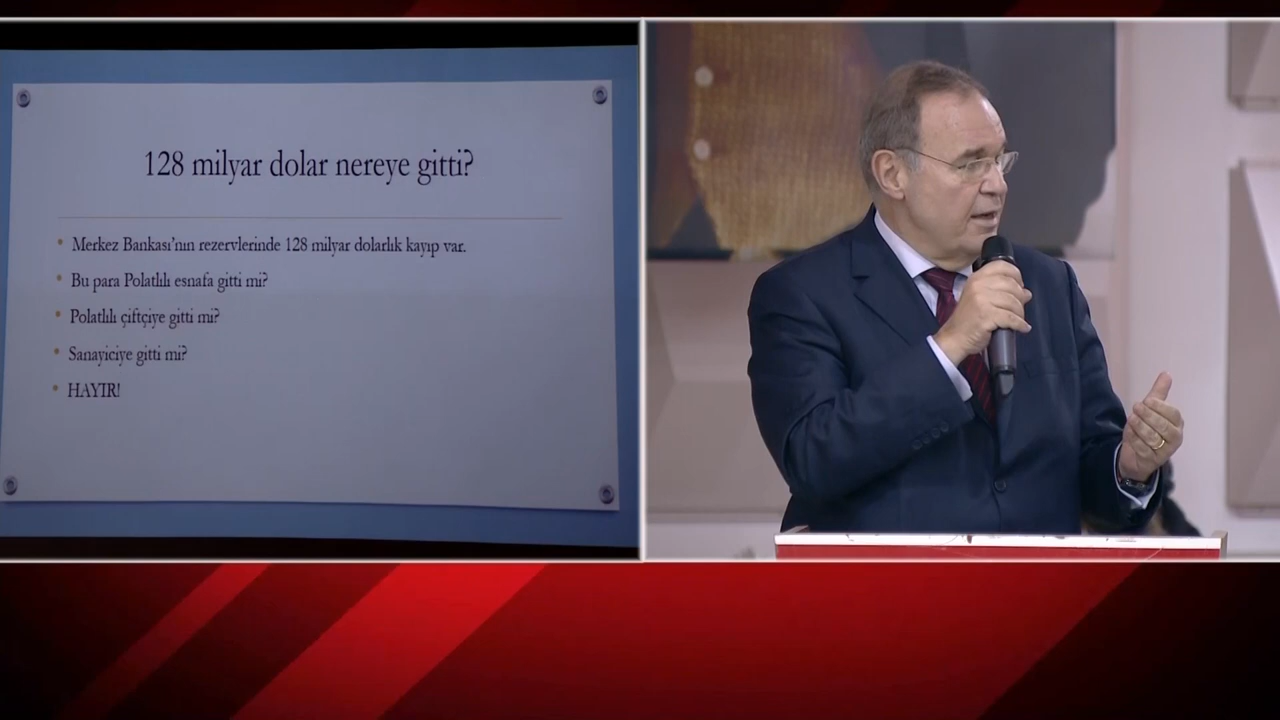 128 milyar dolar nereye gitti?
Merkez Bankası'nın rezervlerinde 128 milyar dolarlık kayıp var.
Bu para Polatlılı esnafa gitti mi?
Polatlılı çiftçiye gitti mi?
Sanayiciye gitti mi?
HAYIR!